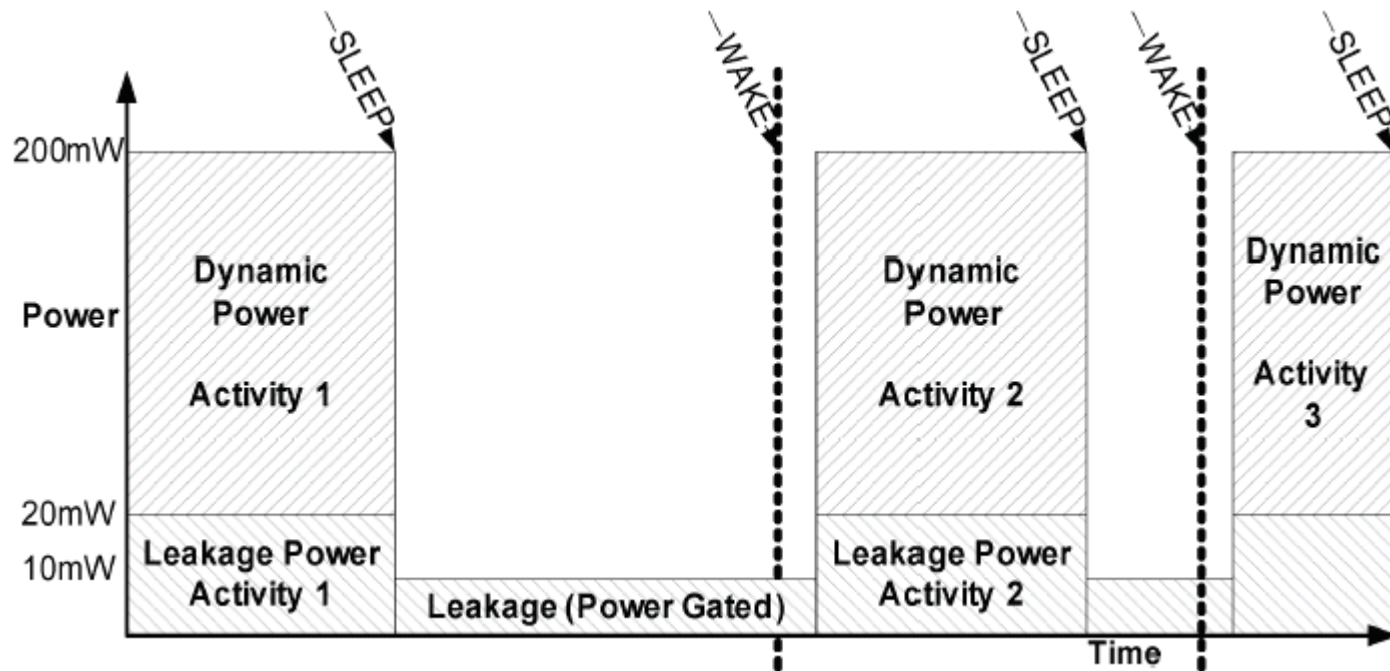 SLEEP
WAKE
SLEEP
WAKE
SLEEP
200mW
Power
20mW
10mW
Dynamic
Power
Activity 1
Leakage Power
Activity 1
Leakage (Power Gated)
Dynamic
Power
Activity 2
Leakage Power
Activity 2
Dynamic
Power
Activity
3
Time